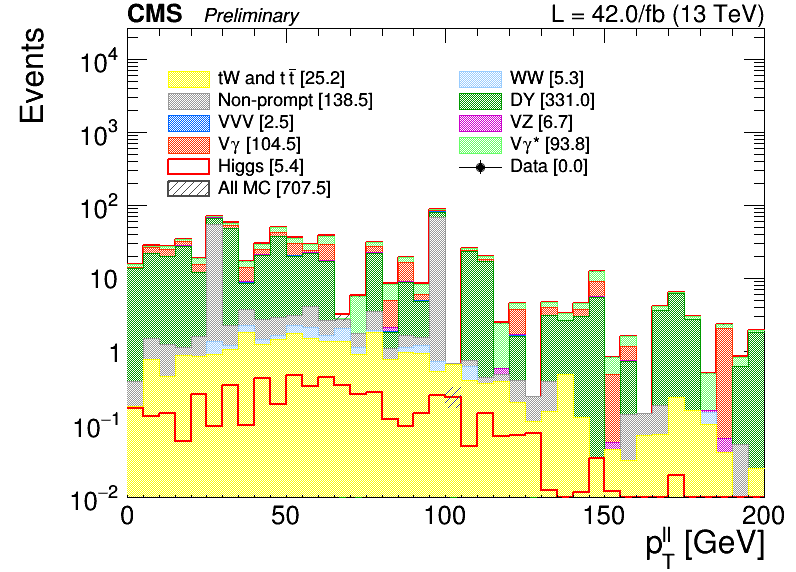 CMS Preliminary L = 42.0/fb (13 TeV)
Events
10⁴
10³
10²
10
1
10⁻¹
10⁻²
tW and t t̄ [25.2]
Non-prompt [138.5]
VVV [2.5]
Vγ [104.5]
Higgs [5.4]
All MC [707.5]
WW [5.3]
DY [331.0]
VZ [6.7]
Vγ* [93.8]
Data [0.0]
0 50 100 150 200
p_T^ll [GeV]